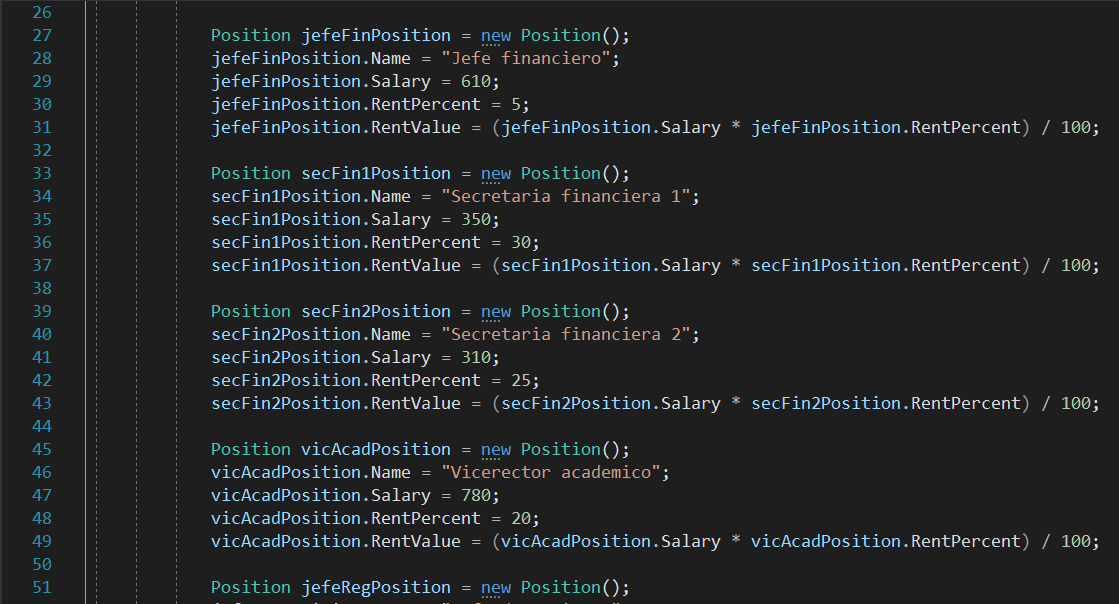 26
27 Position jefeFinPosition = new Position();
28 jefeFinPosition.Name = "Jefe financiero";
29 jefeFinPosition.Salary = 610;
30 jefeFinPosition.RentPercent = 5;
31 jefeFinPosition.RentValue = (jefeFinPosition.Salary * jefeFinPosition.RentPercent) / 100;
32
33 Position secFin1Position = new Position();
34 secFin1Position.Name = "Secretaria financiera 1";
35 secFin1Position.Salary = 350;
36 secFin1Position.RentPercent = 30;
37 secFin1Position.RentValue = (secFin1Position.Salary * secFin1Position.RentPercent) / 100;
38
39 Position secFin2Position = new Position();
40 secFin2Position.Name = "Secretaria financiera 2";
41 secFin2Position.Salary = 310;
42 secFin2Position.RentPercent = 25;
43 secFin2Position.RentValue = (secFin2Position.Salary * secFin2Position.RentPercent) / 100;
44
45 Position vicAcadPosition = new Position();
46 vicAcadPosition.Name = "Vicerector academico";
47 vicAcadPosition.Salary = 780;
48 vicAcadPosition.RentPercent = 20;
49 vicAcadPosition.RentValue = (vicAcadPosition.Salary * vicAcadPosition.RentPercent) / 100;
50
51 Position jefeRegPosition = new Position();